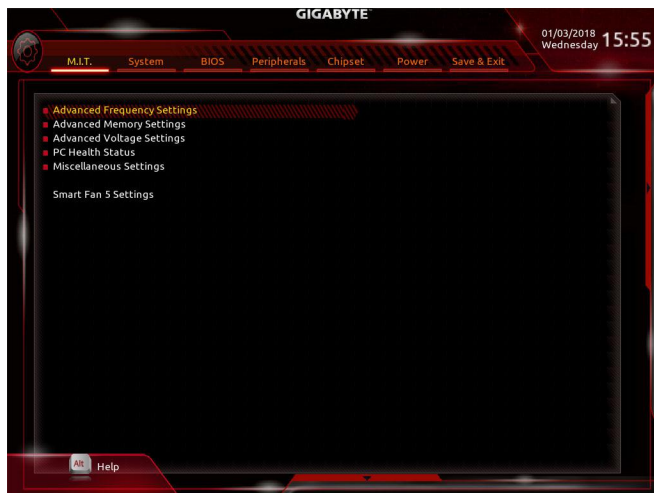 GIGABYTE™
01/03/2018
Wednesday 15:55
M.I.T. System BIOS Peripherals Chipset Power Save & Exit
Advanced Frequency Settings
Advanced Memory Settings
Advanced Voltage Settings
PC Health Status
Miscellaneous Settings
Smart Fan 5 Settings
Alt Help